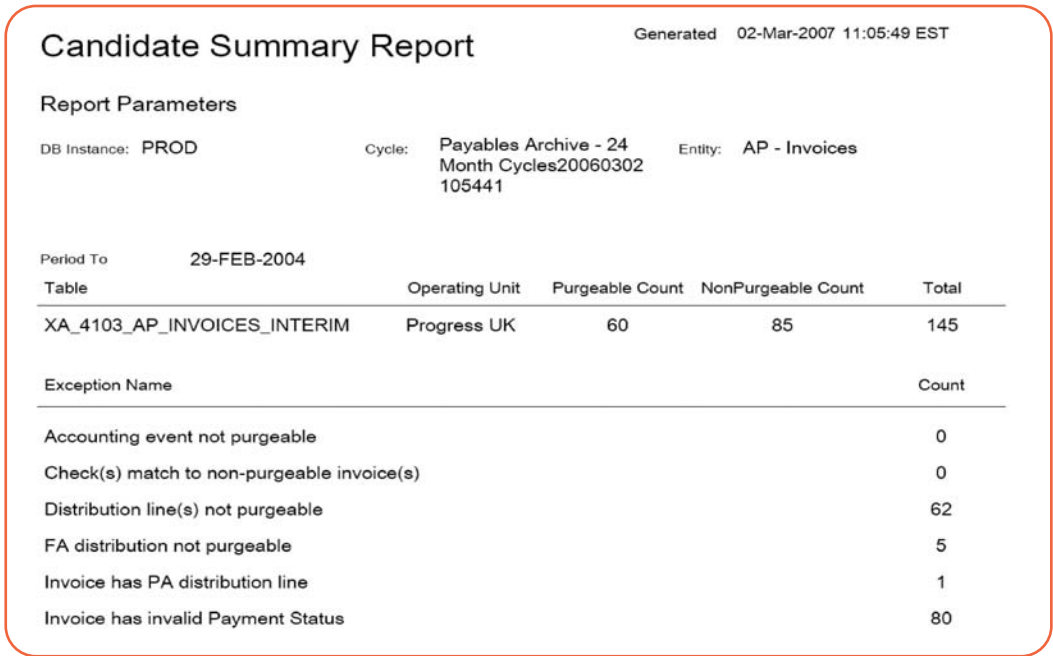 Candidate Summary Report
Generated 02-Mar-2007 11:05:49 EST
Report Parameters
DB Instance: PROD
Cycle: Payables Archive - 24
Month Cycles20060302
105441
Entity: AP - Invoices
Period To 29-FEB-2004
Table Operating Unit Purgeable Count NonPurgeable Count Total
XA_4103_AP_INVOICES_INTERIM Progress UK 60 85 145
Exception Name Count
Accounting event not purgeable 0
Check(s) match to non-purgeable invoice(s) 0
Distribution line(s) not purgeable 62
FA distribution not purgeable 5
Invoice has PA distribution line 1
Invoice has invalid Payment Status 80